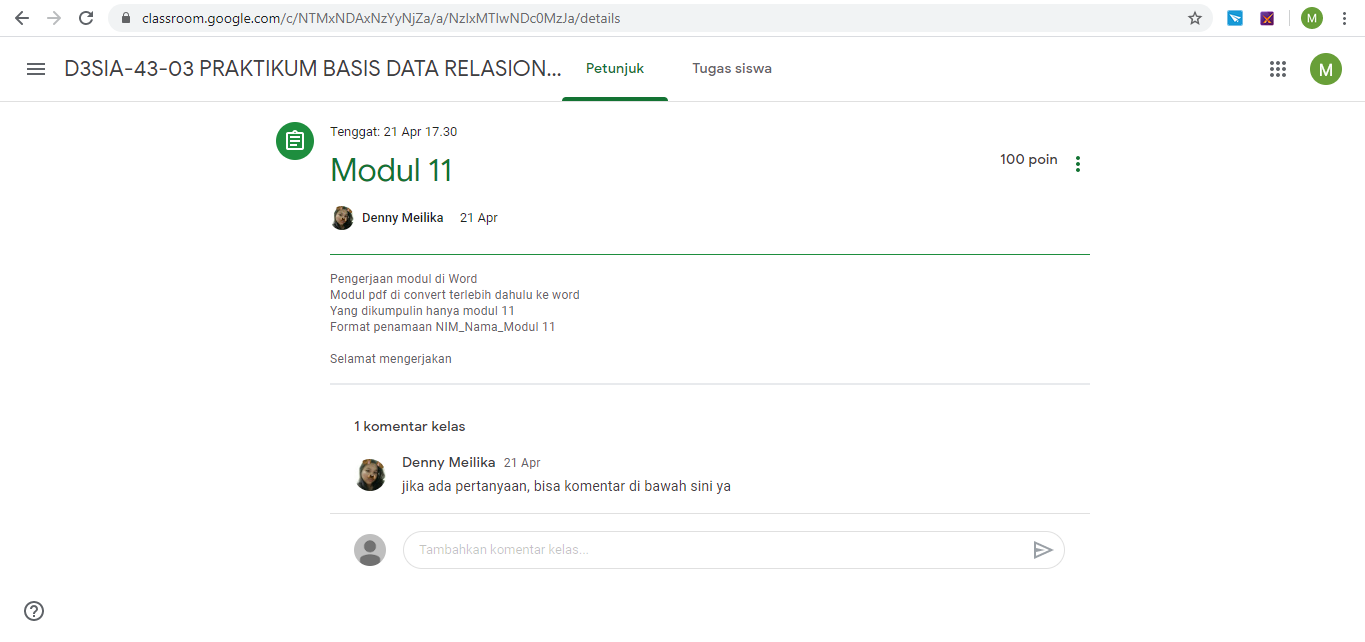 classroom.google.com/c/NTMxNDAxNzYyNjZa/a/NzIxMTIwNDc0MzJa/details
M
D3SIA-43-03 PRAKTIKUM BASIS DATA RELASION...
Petunjuk
Tugas siswa
M
Tenggat: 21 Apr 17.30
Modul 11
100 poin
Denny Meilika 21 Apr
Pengerjaan modul di Word
Modul pdf di convert terlebih dahulu ke word
Yang dikumpulin hanya modul 11
Format penamaan NIM_Nama_Modul 11
Selamat mengerjakan
1 komentar kelas
Denny Meilika 21 Apr
jika ada pertanyaan, bisa komentar di bawah sini ya
Tambahkan komentar kelas...